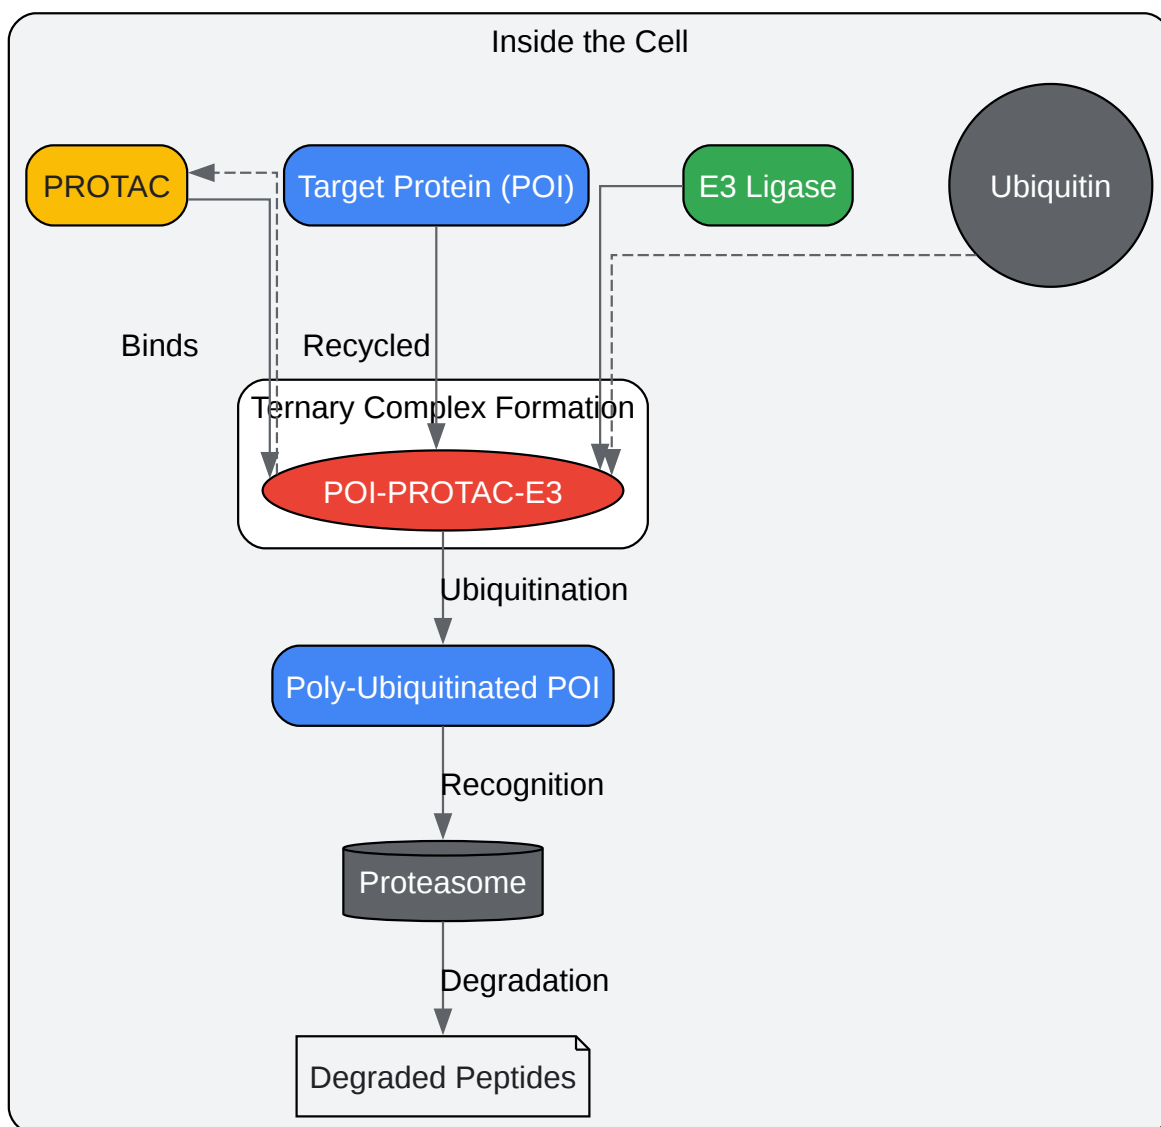 Inside the Cell
PROTAC
Target Protein (POI)
E3 Ligase
Ubiquitin
Binds
Recycled
Ternary Complex Formation
POI-PROTAC-E3
Ubiquitination
Poly-Ubiquitinated POI
Recognition
Proteasome
Degradation
Degraded Peptides